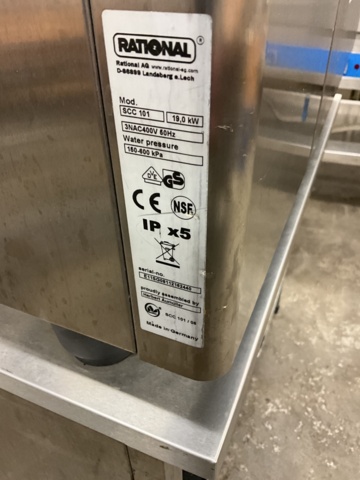 RATIONAL ®
Rational AG www.rational-ag.com
D-86899 Landsberg a.Lech
Mod.
SCC 101 19,0 kW
3NAC400V 50Hz
Water pressure
150-600 kPa
GS
CE NSF.
IP x5
serial-no.
proudly assembled by
Made in Germany